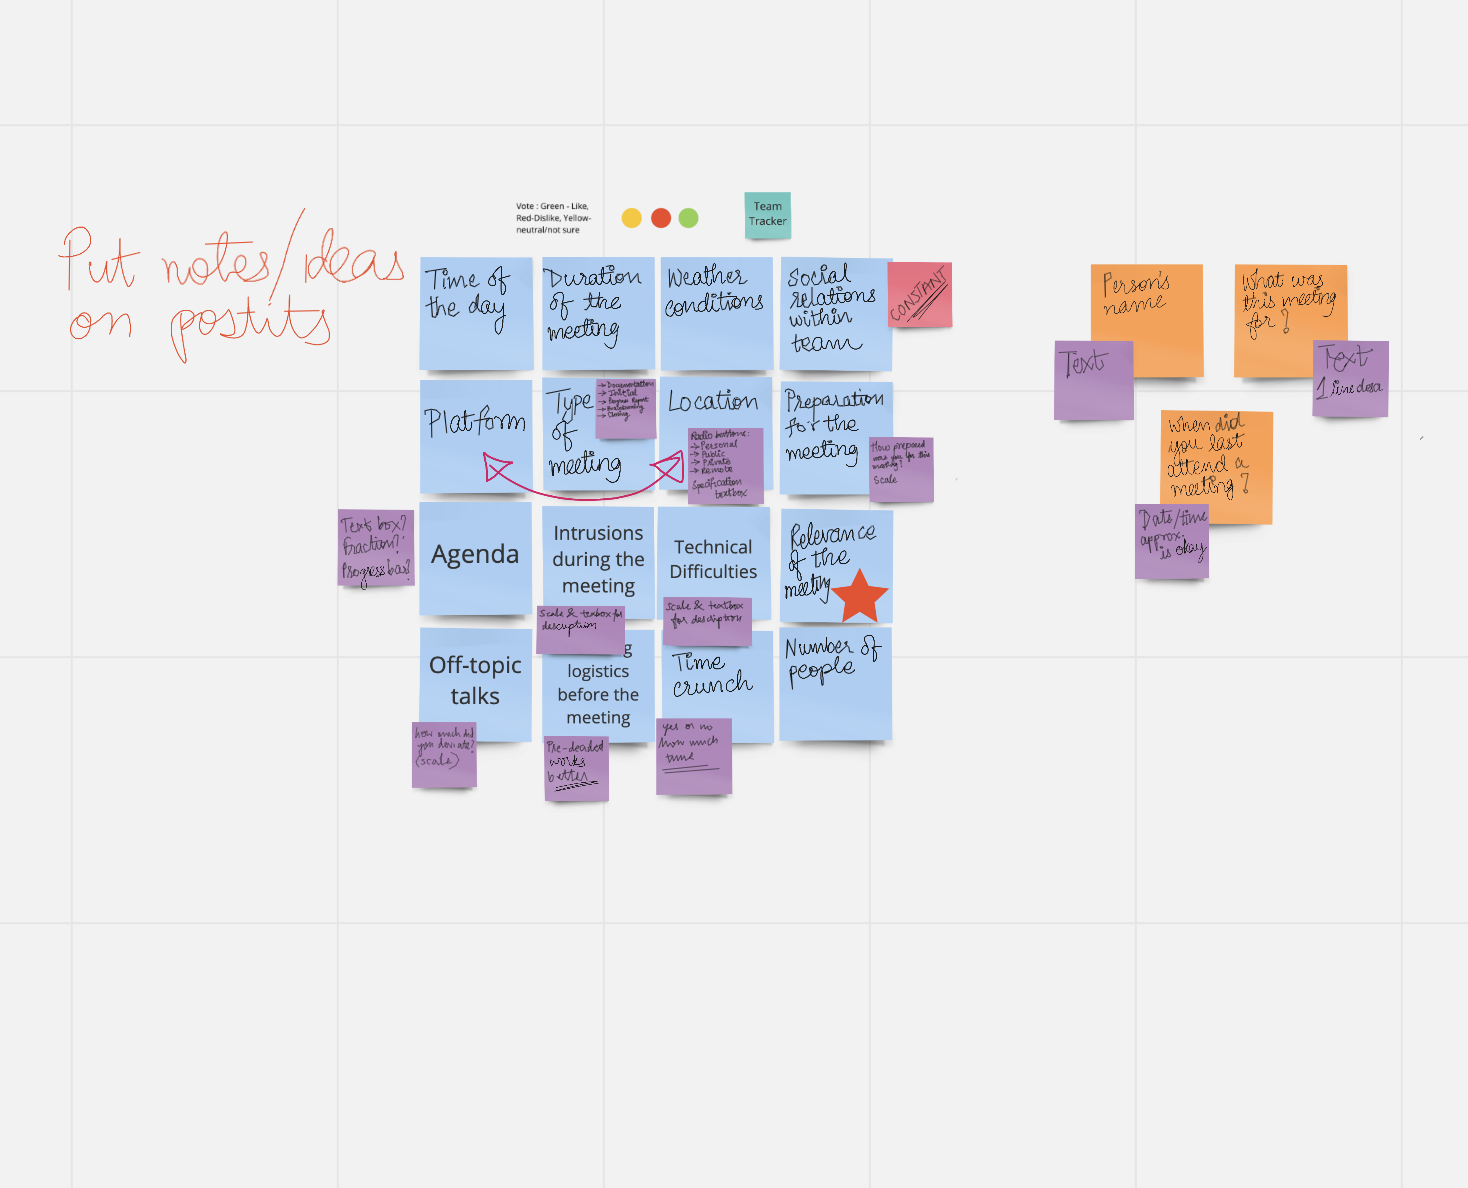 Put notes/ideas
on postits
Vote : Green - Like,
Red-Dislike, Yellow-
neutral/not sure
Team
Tracker
Time of
the day
Duration
of the
meeting
Weather
conditions
Social
relations
within
team
CONSTANT
Platform
Type
of
meeting
→ Documentation
→ Initial
→ Progress Report
→ Brainstorming
→ Closing
Location
Radio buttons:
→ Personal
→ Public
→ Private
→ Remote
Specification
textbox
Preparation
for the
meeting
How prepared
were you for this
meeting?
Scale
Text box?
fraction?
Progress bar?
Agenda
Intrusions
during the
meeting
Scale & texbox for
description
Technical
Difficulties
Scale & textbox
for description
Relevance
of the
meeting
Off-topic
talks
how much did
you deviate?
(scale)
g
logistics
before the
meeting
works
better
Time
crunch
yes or no
how much
time
Number of
people
Person's
name
Text
What was
this meeting
for?
Text
1 line desc
When did
you last
attend a
meeting?
Date/time
approx.
is okay